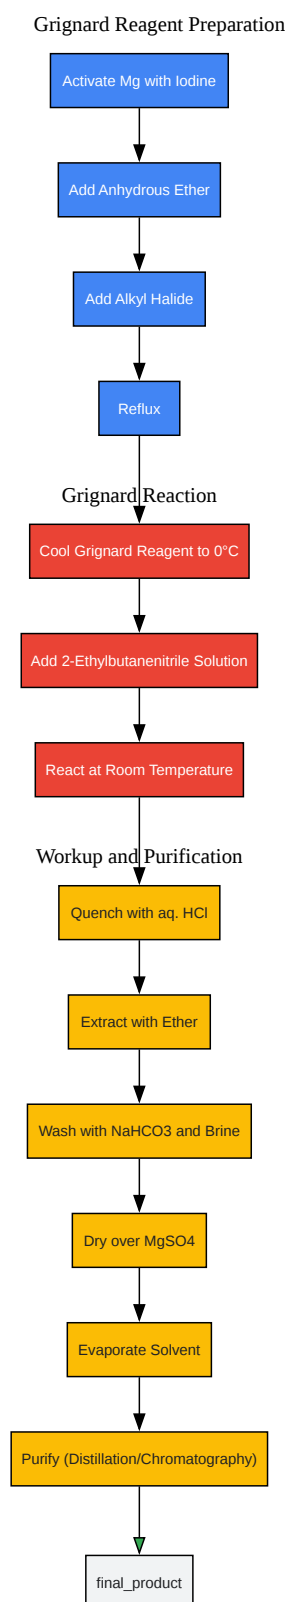 Grignard Reagent Preparation
Activate Mg with Iodine
Add Anhydrous Ether
Add Alkyl Halide
Reflux
Grignard Reaction
Cool Grignard Reagent to 0°C
Add 2-Ethylbutanenitrile Solution
React at Room Temperature
Workup and Purification
Quench with aq. HCl
Extract with Ether
Wash with NaHCO3 and Brine
Dry over MgSO4
Evaporate Solvent
Purify (Distillation/Chromatography)
final_product